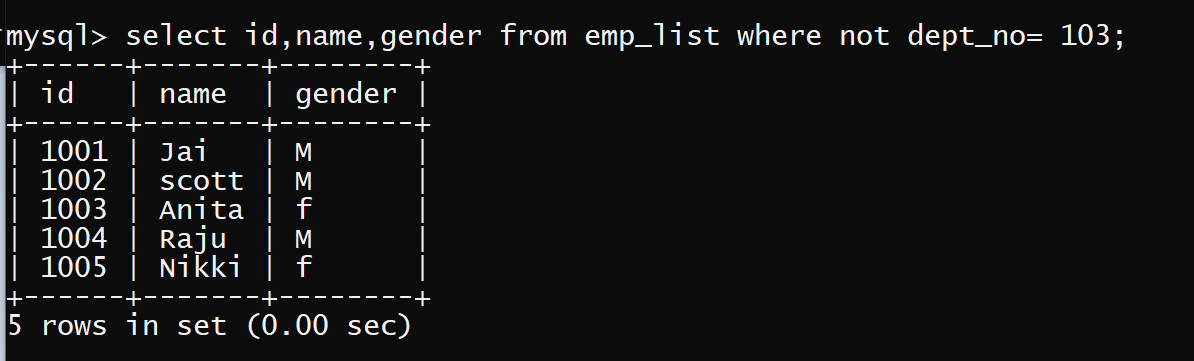 mysql> select id,name,gender from emp_list where not dept_no= 103;
+------+-------+--------+
| id   | name  | gender |
+------+-------+--------+
| 1001 | Jai   | M      |
| 1002 | scott | M      |
| 1003 | Anita | f      |
| 1004 | Raju  | M      |
| 1005 | Nikki | f      |
+------+-------+--------+
5 rows in set (0.00 sec)